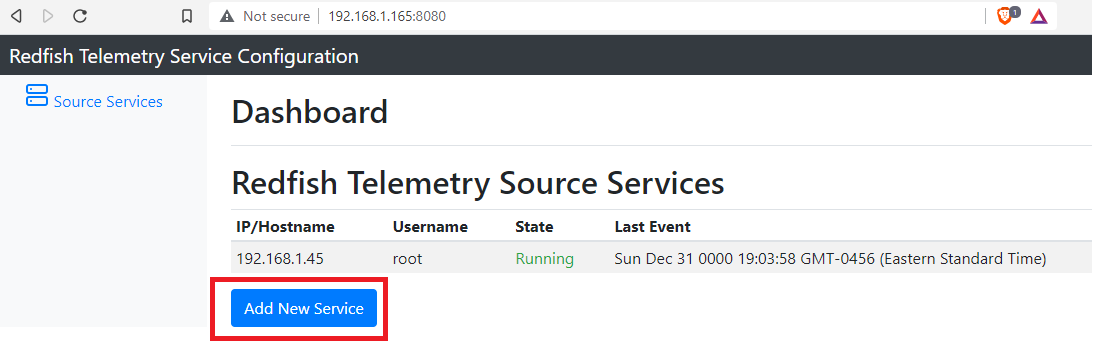 Not secure 192.168.1.165:8080
1
Redfish Telemetry Service Configuration
Source Services
Dashboard
Redfish Telemetry Source Services
IP/Hostname Username State Last Event
192.168.1.45 root Running Sun Dec 31 0000 19:03:58 GMT-0456 (Eastern Standard Time)
Add New Service